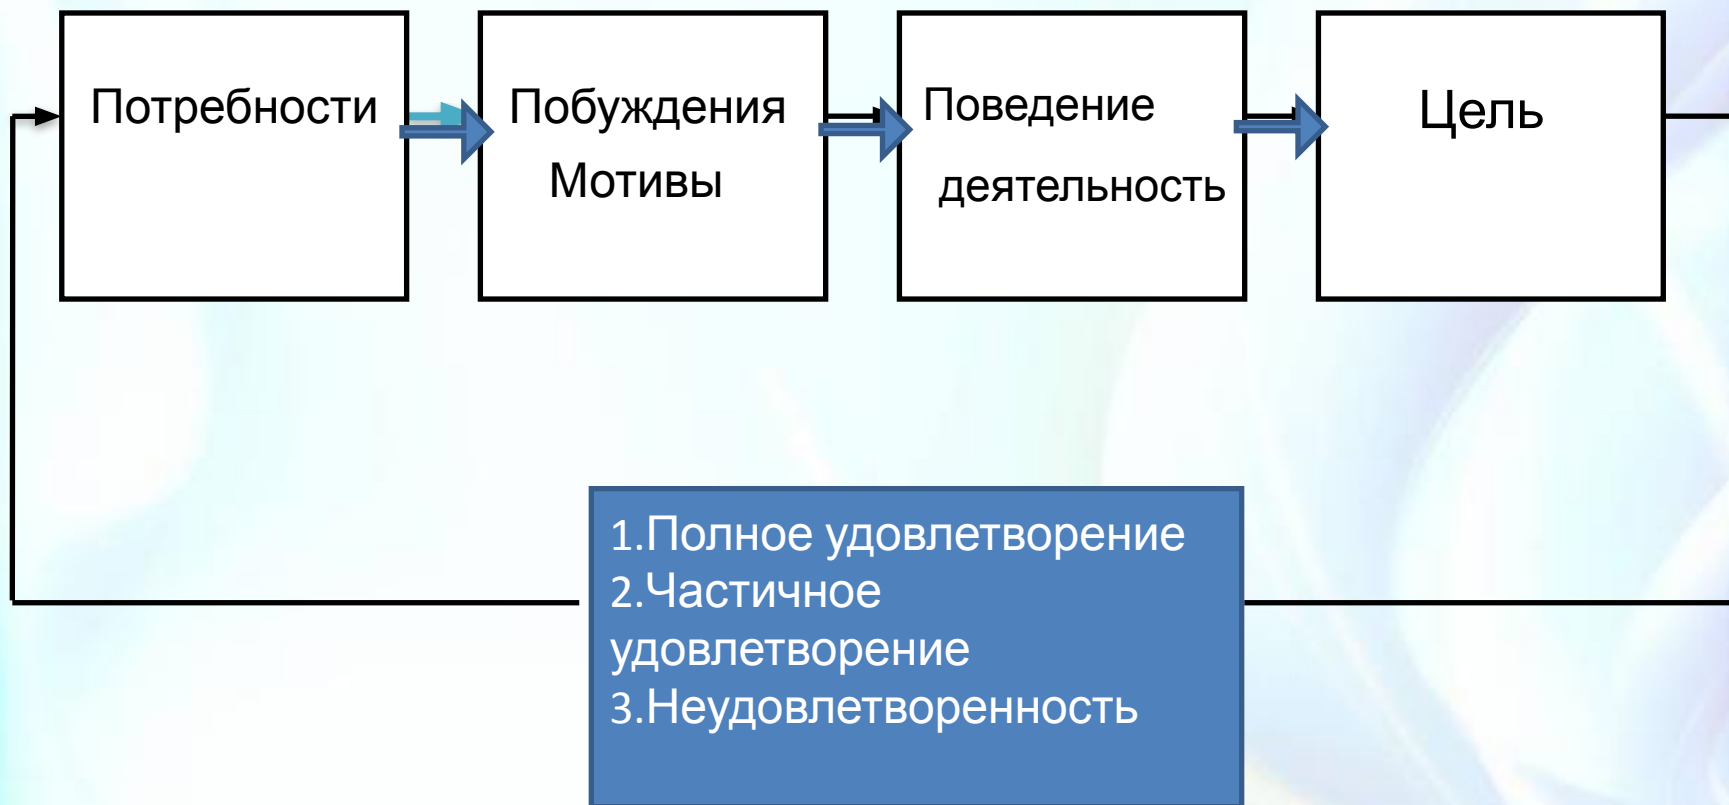 Потребности
Побуждения
Мотивы
Поведение
деятельность
Цель
1.Полное удовлетворение
2.Частичное
удовлетворение
3.Неудовлетворенность